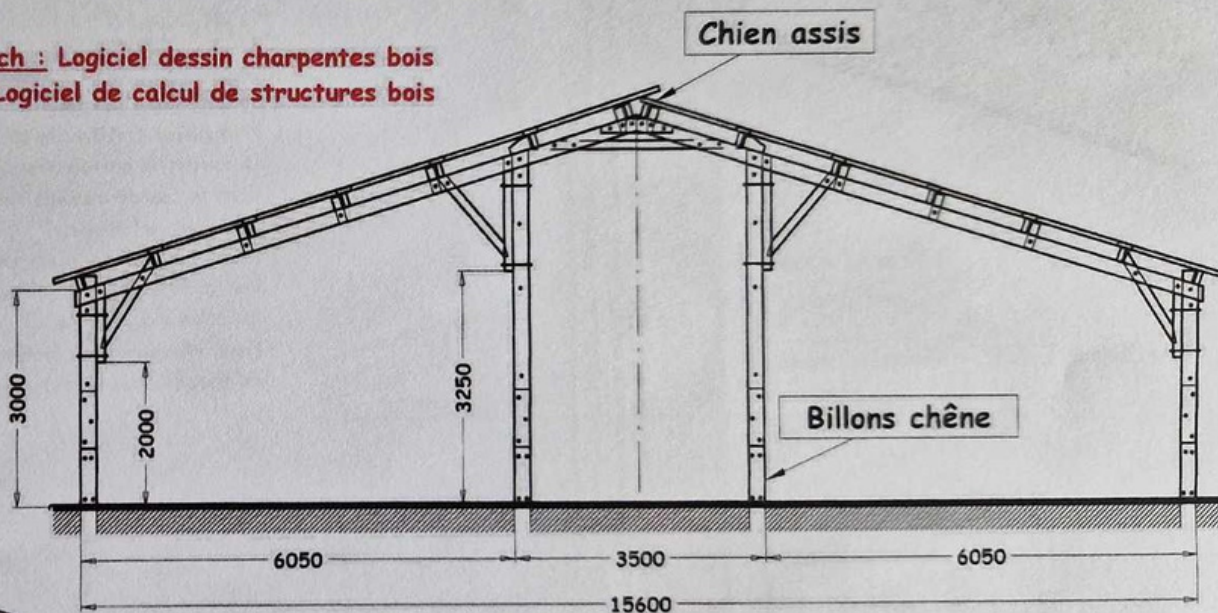 ch : Logiciel dessin charpentes bois
Logiciel de calcul de structures bois
Chien assis
Billons chêne
3000
2000
3250
6050
3500
6050
15600